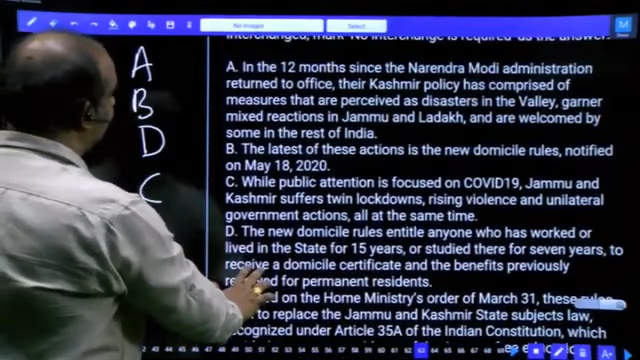 No Images
Select
interchanged, mark 'No interchange is required' as the answer.
A. In the 12 months since the Narendra Modi administration
returned to office, their Kashmir policy has comprised of
measures that are perceived as disasters in the Valley, garner
mixed reactions in Jammu and Ladakh, and are welcomed by
some in the rest of India.
B. The latest of these actions is the new domicile rules, notified
on May 18, 2020.
C. While public attention is focused on COVID19, Jammu and
Kashmir suffers twin lockdowns, rising violence and unilateral
government actions, all at the same time.
D. The new domicile rules entitle anyone who has worked or
lived in the State for 15 years, or studied there for seven years, to
receive a domicile certificate and the benefits previously
for permanent residents.
on the Home Ministry's order of March 31, these rules
to replace the Jammu and Kashmir State subjects law,
recognized under Article 35A of the Indian Constitution, which
A
B
D
C